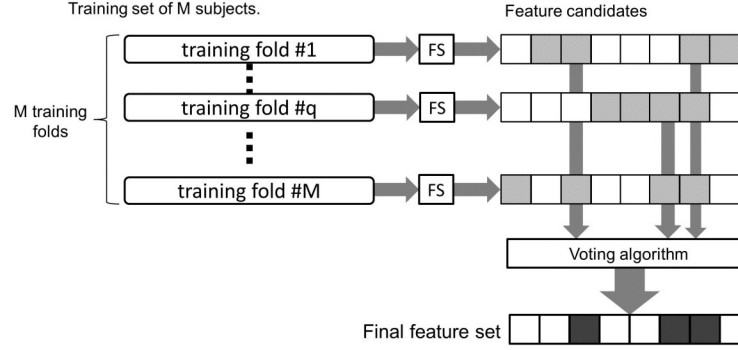 Training set of M subjects.
Feature candidates
training fold #1
FS
M training
folds
training fold #q
FS
training fold #M
FS
Voting algorithm
Final feature set